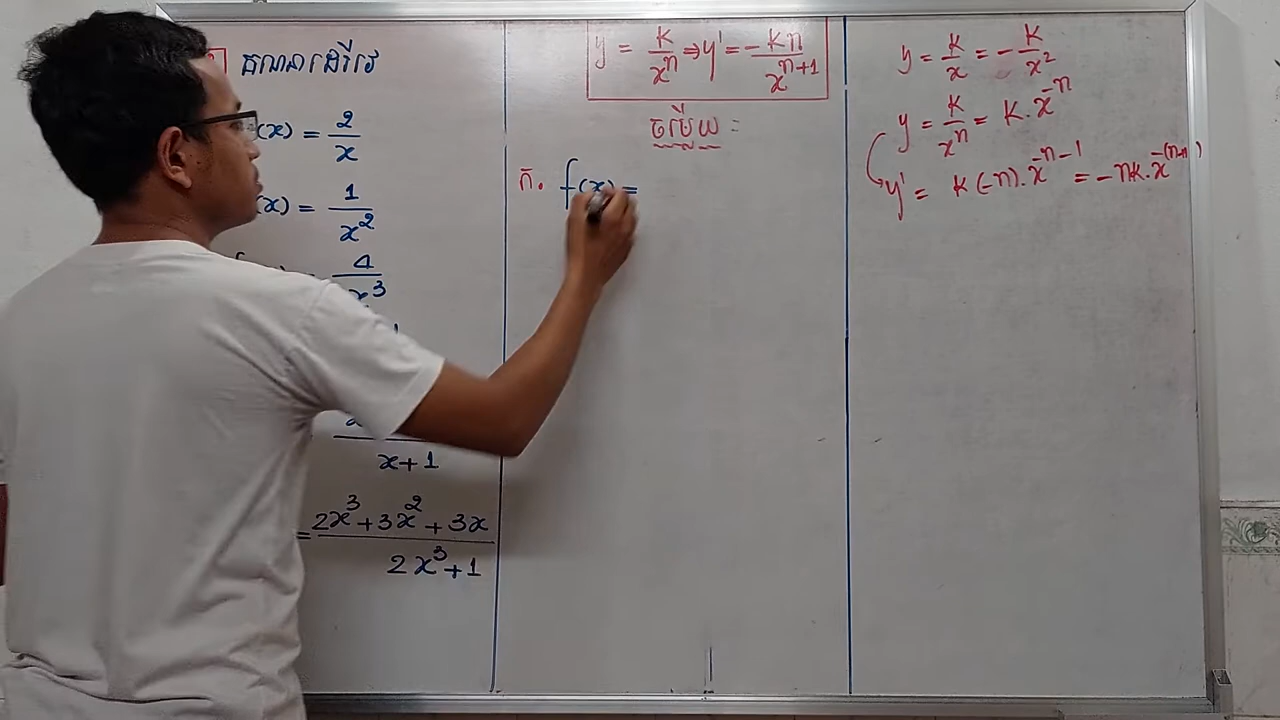 គណនាដេរីវេ
(x) = 2/x
(x) = 1/x²
= 4/x³
x+1
= (2x³+3x²+3x)/(2x³+1)
y = k/xⁿ ⇒ y' = -kn/xⁿ⁺¹
ចម្លើយ :
ក. f(x) =
y = k/x = -k/x²
y = k/xⁿ = k.x⁻ⁿ
y' = k(-n).x⁻ⁿ⁻¹ = -nk.x